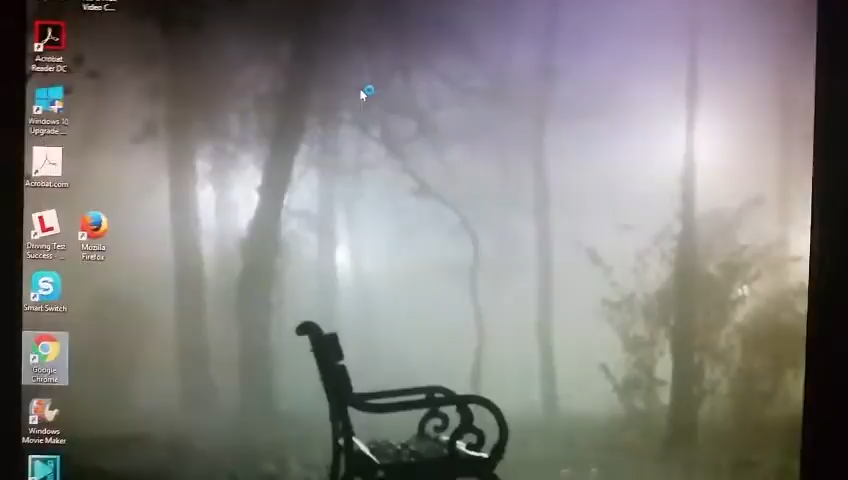 Video C...
Acrobat
Reader DC
Windows 10
Upgrade ...
Acrobat.com
L
Driving Test
Success - ...
Mozilla
Firefox
S
Smart Switch
Google
Chrome
Windows
Movie Maker